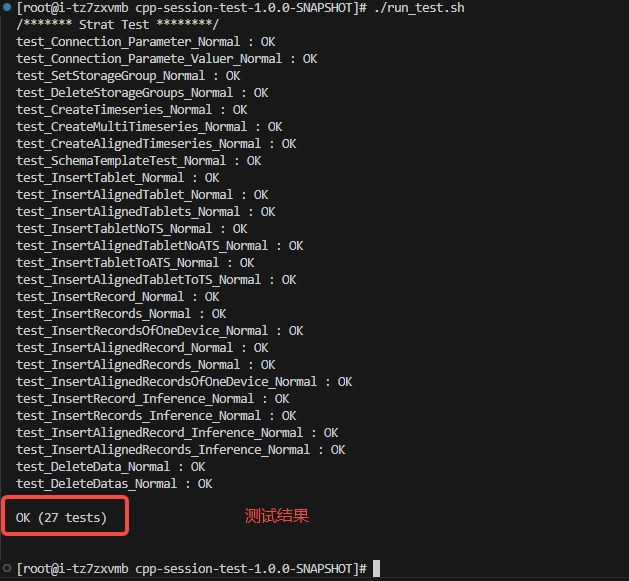 [root@i-tz7zxvmb cpp-session-test-1.0.0-SNAPSHOT]# ./run_test.sh
/******* Strat Test ********/
test_Connection_Parameter_Normal : OK
test_Connection_Paramete_Valuer_Normal : OK
test_SetStorageGroup_Normal : OK
test_DeleteStorageGroups_Normal : OK
test_CreateTimeseries_Normal : OK
test_CreateMultiTimeseries_Normal : OK
test_CreateAlignedTimeseries_Normal : OK
test_SchemaTemplateTest_Normal : OK
test_InsertTablet_Normal : OK
test_InsertAlignedTablet_Normal : OK
test_InsertAlignedTablets_Normal : OK
test_InsertTabletNoTS_Normal : OK
test_InsertAlignedTabletNoATS_Normal : OK
test_InsertTabletToATS_Normal : OK
test_InsertAlignedTabletToTS_Normal : OK
test_InsertRecord_Normal : OK
test_InsertRecords_Normal : OK
test_InsertRecordsOfOneDevice_Normal : OK
test_InsertAlignedRecord_Normal : OK
test_InsertAlignedRecords_Normal : OK
test_InsertAlignedRecordsOfOneDevice_Normal : OK
test_InsertRecord_Inference_Normal : OK
test_InsertRecords_Inference_Normal : OK
test_InsertAlignedRecord_Inference_Normal : OK
test_InsertAlignedRecords_Inference_Normal : OK
test_DeleteData_Normal : OK
test_DeleteDatas_Normal : OK
OK (27 tests) 测试结果
[root@i-tz7zxvmb cpp-session-test-1.0.0-SNAPSHOT]#